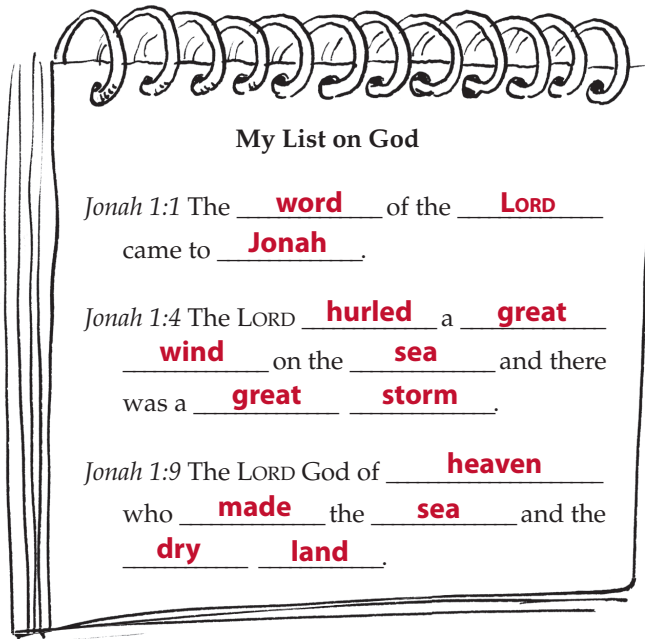 My List on God
Jonah 1:1 The word of the LORD
came to Jonah.
Jonah 1:4 The LORD hurled a great
wind on the sea and there
was a great storm.
Jonah 1:9 The LORD God of heaven
who made the sea and the
dry land.